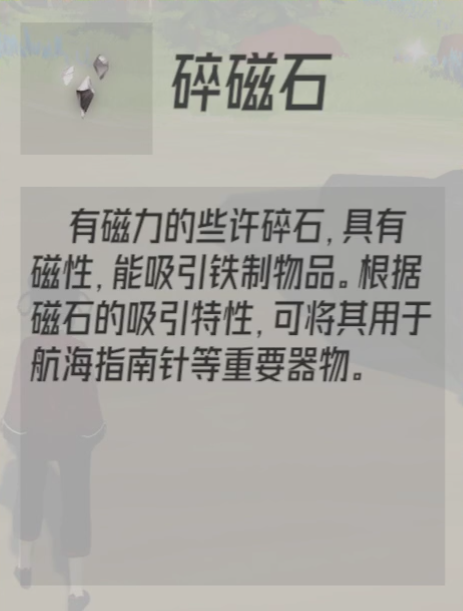 碎磁石
有磁力的些许碎石，具有
磁性，能吸引铁制物品。根据
磁石的吸引特性，可将其用于
航海指南针等重要器物。